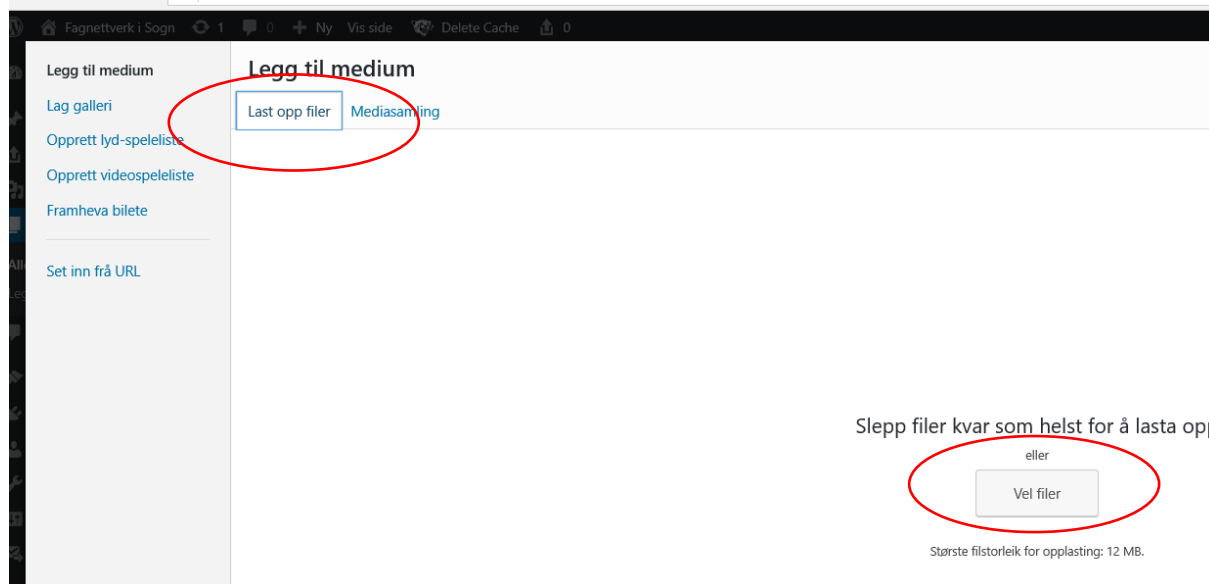 Fagnettverk i Sogn 1 0 Ny Vis side Delete Cache 0
Legg til medium
Lag galleri
Opprett lyd-speleliste
Opprett videospeleliste
Framheva bilete
Set inn frå URL
Legg til medium
Last opp filer Mediasamling
Slepp filer kvar som helst for å lasta op
eller
Vel filer
Største filstorleik for opplasting: 12 MB.